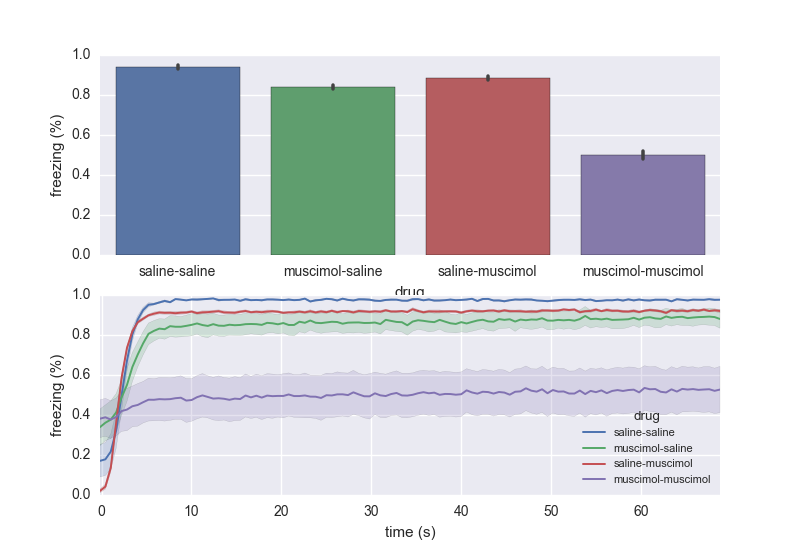 1.0
0.8
0.6
0.4
0.2
0.0
freezing (%)
saline-saline muscimol-saline saline-muscimol muscimol-muscimol
drug
1.0
0.8
0.6
0.4
0.2
0.0
freezing (%)
drug
saline-saline
muscimol-saline
saline-muscimol
muscimol-muscimol
0 10 20 30 40 50 60
time (s)